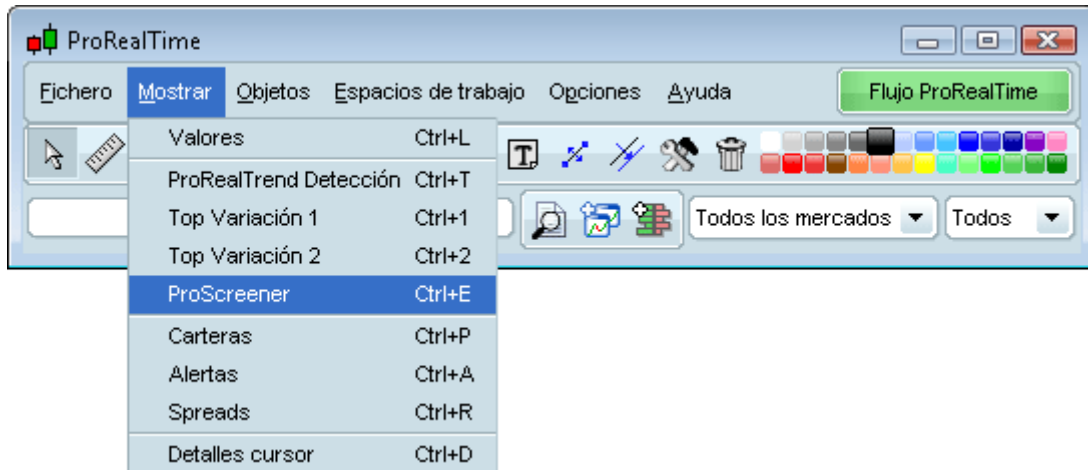 ProRealTime
Fichero Mostrar Objetos Espacios de trabajo Opciones Ayuda Flujo ProRealTime
Valores Ctrl+L
T
ProRealTrend Detección Ctrl+T
Top Variación 1 Ctrl+1
Todos los mercados Todos
Top Variación 2 Ctrl+2
ProScreener Ctrl+E
Carteras Ctrl+P
Alertas Ctrl+A
Spreads Ctrl+R
Detalles cursor Ctrl+D